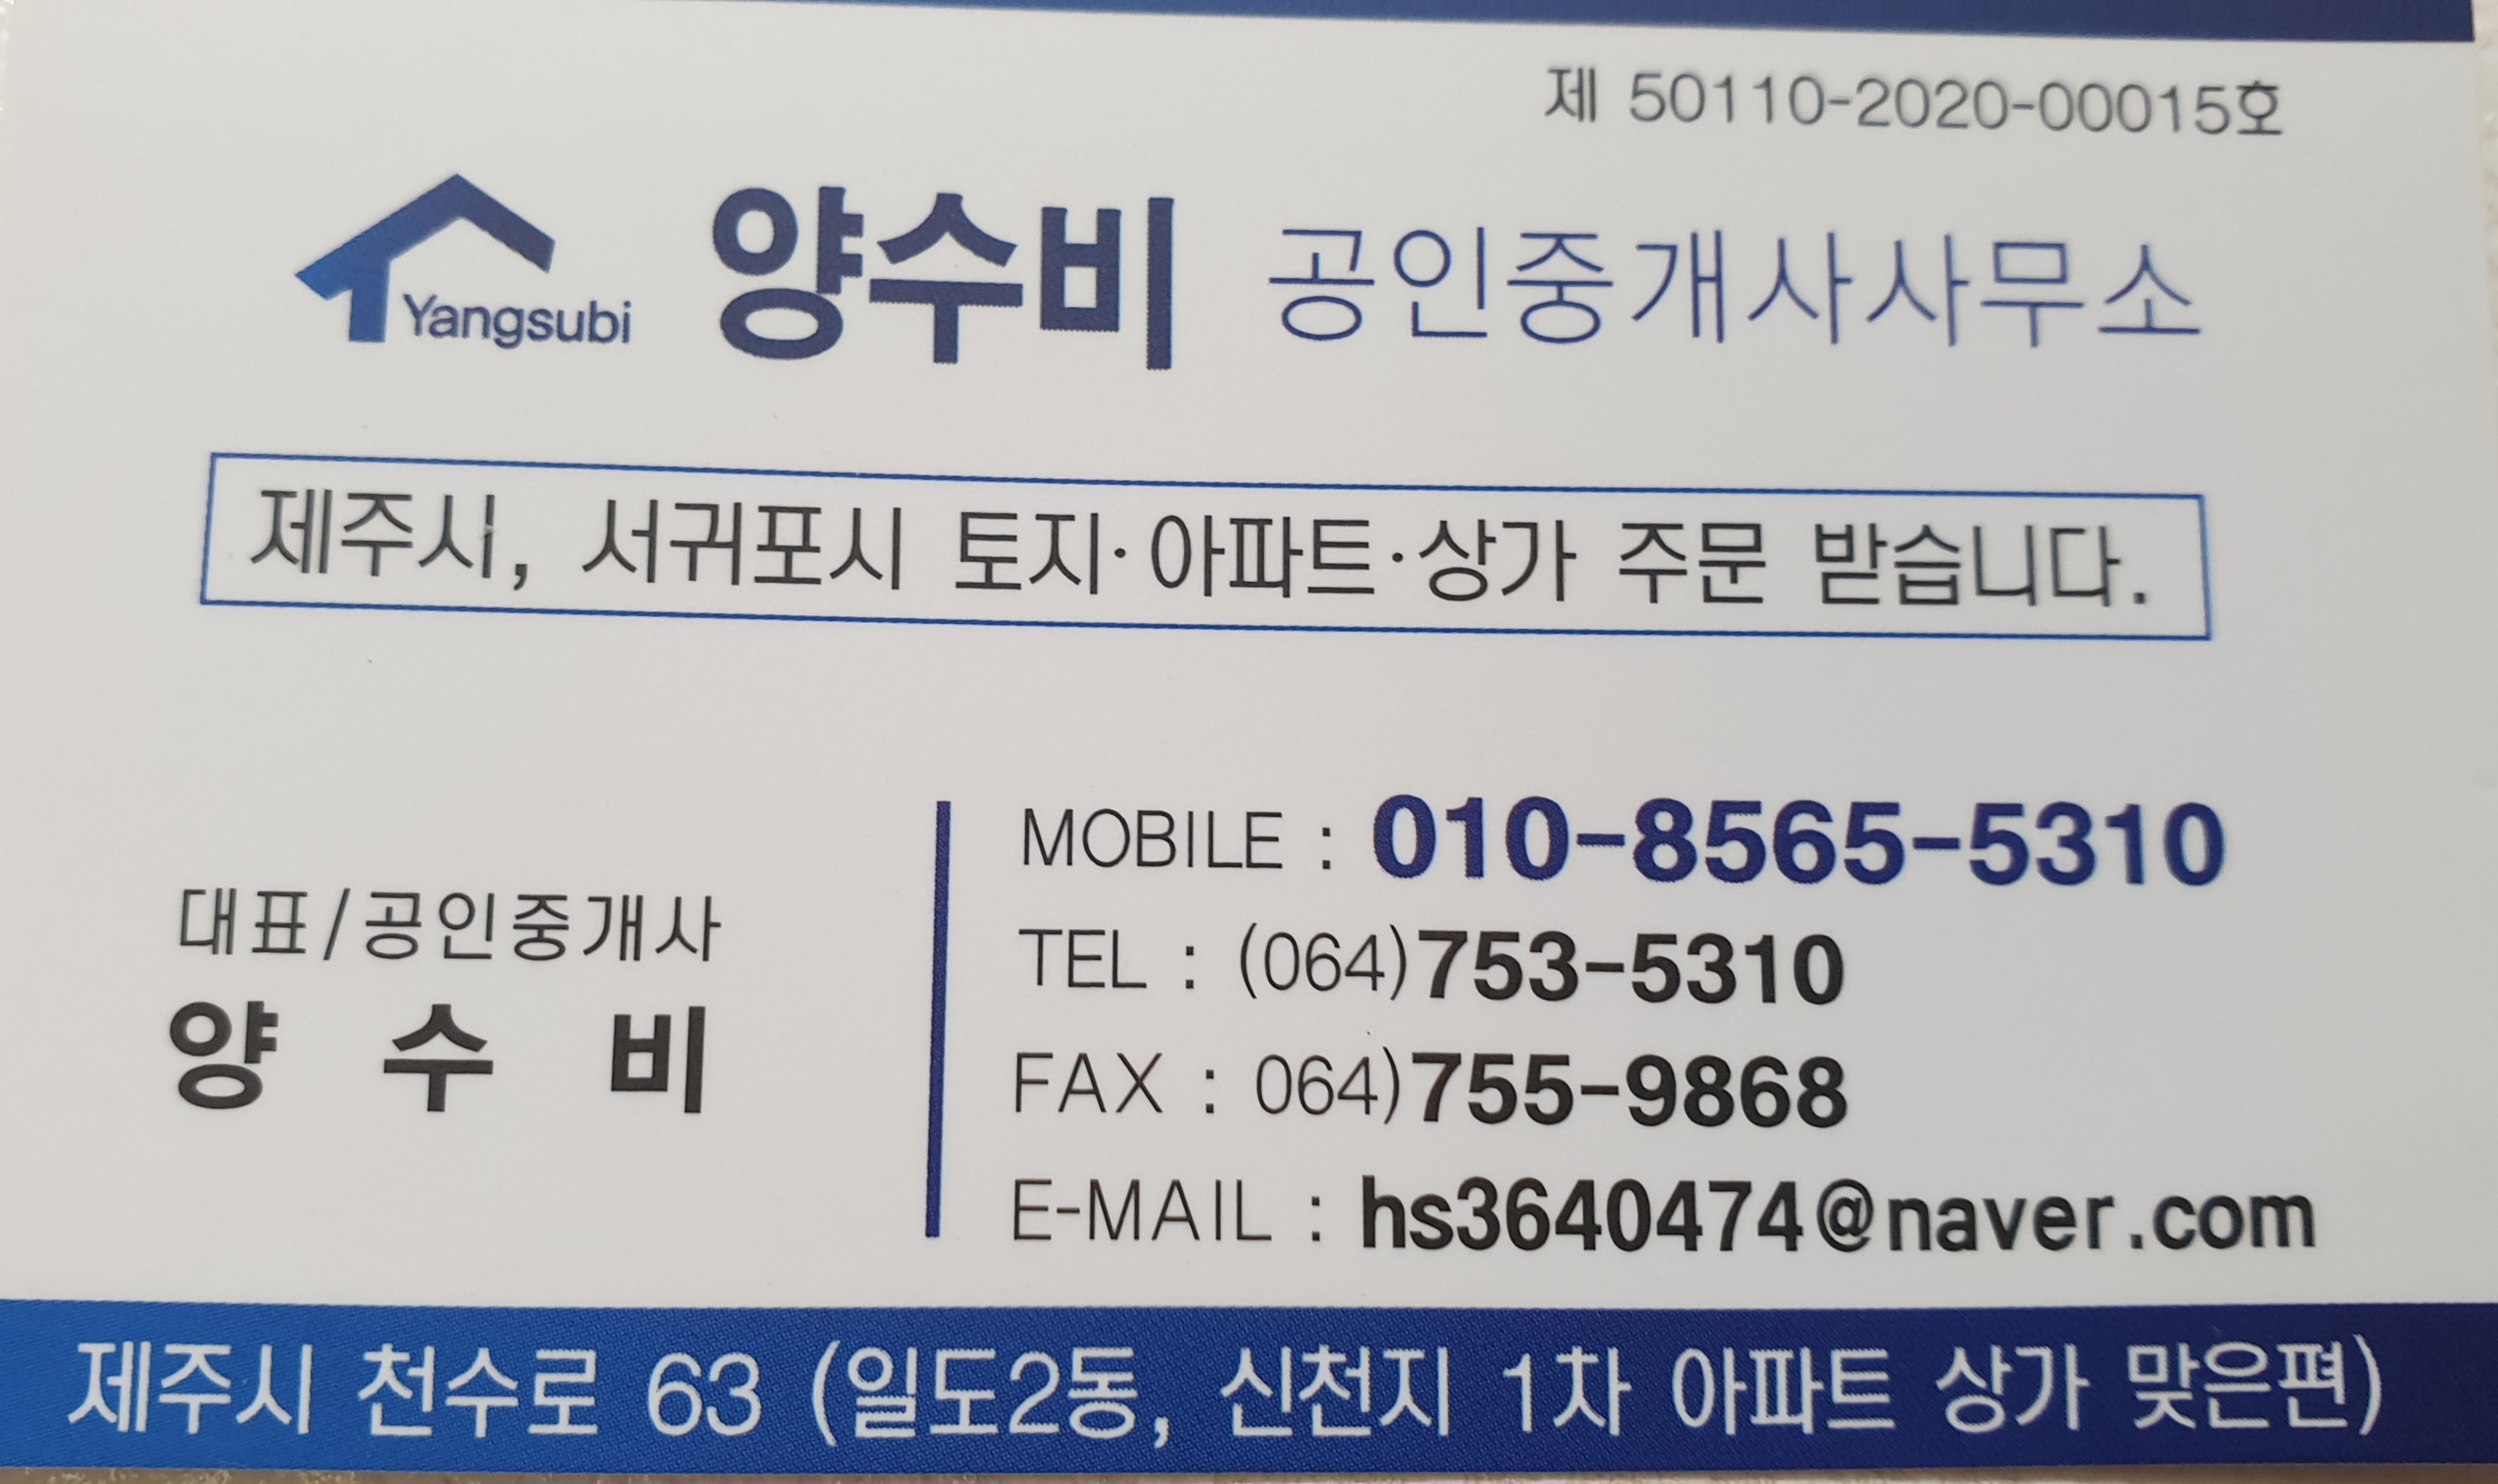 제 50110-2020-00015호
Yangsubi 양수비 공인중개사사무소
제주시, 서귀포시 토지·아파트·상가 주문 받습니다.
대표/공인중개사
양 수 비
MOBILE : 010-8565-5310
TEL : (064)753-5310
FAX : 064)755-9868
E-MAIL : hs3640474@naver.com
제주시 천수로 63 (일도2동, 신천지 1차 아파트 상가 맞은편)